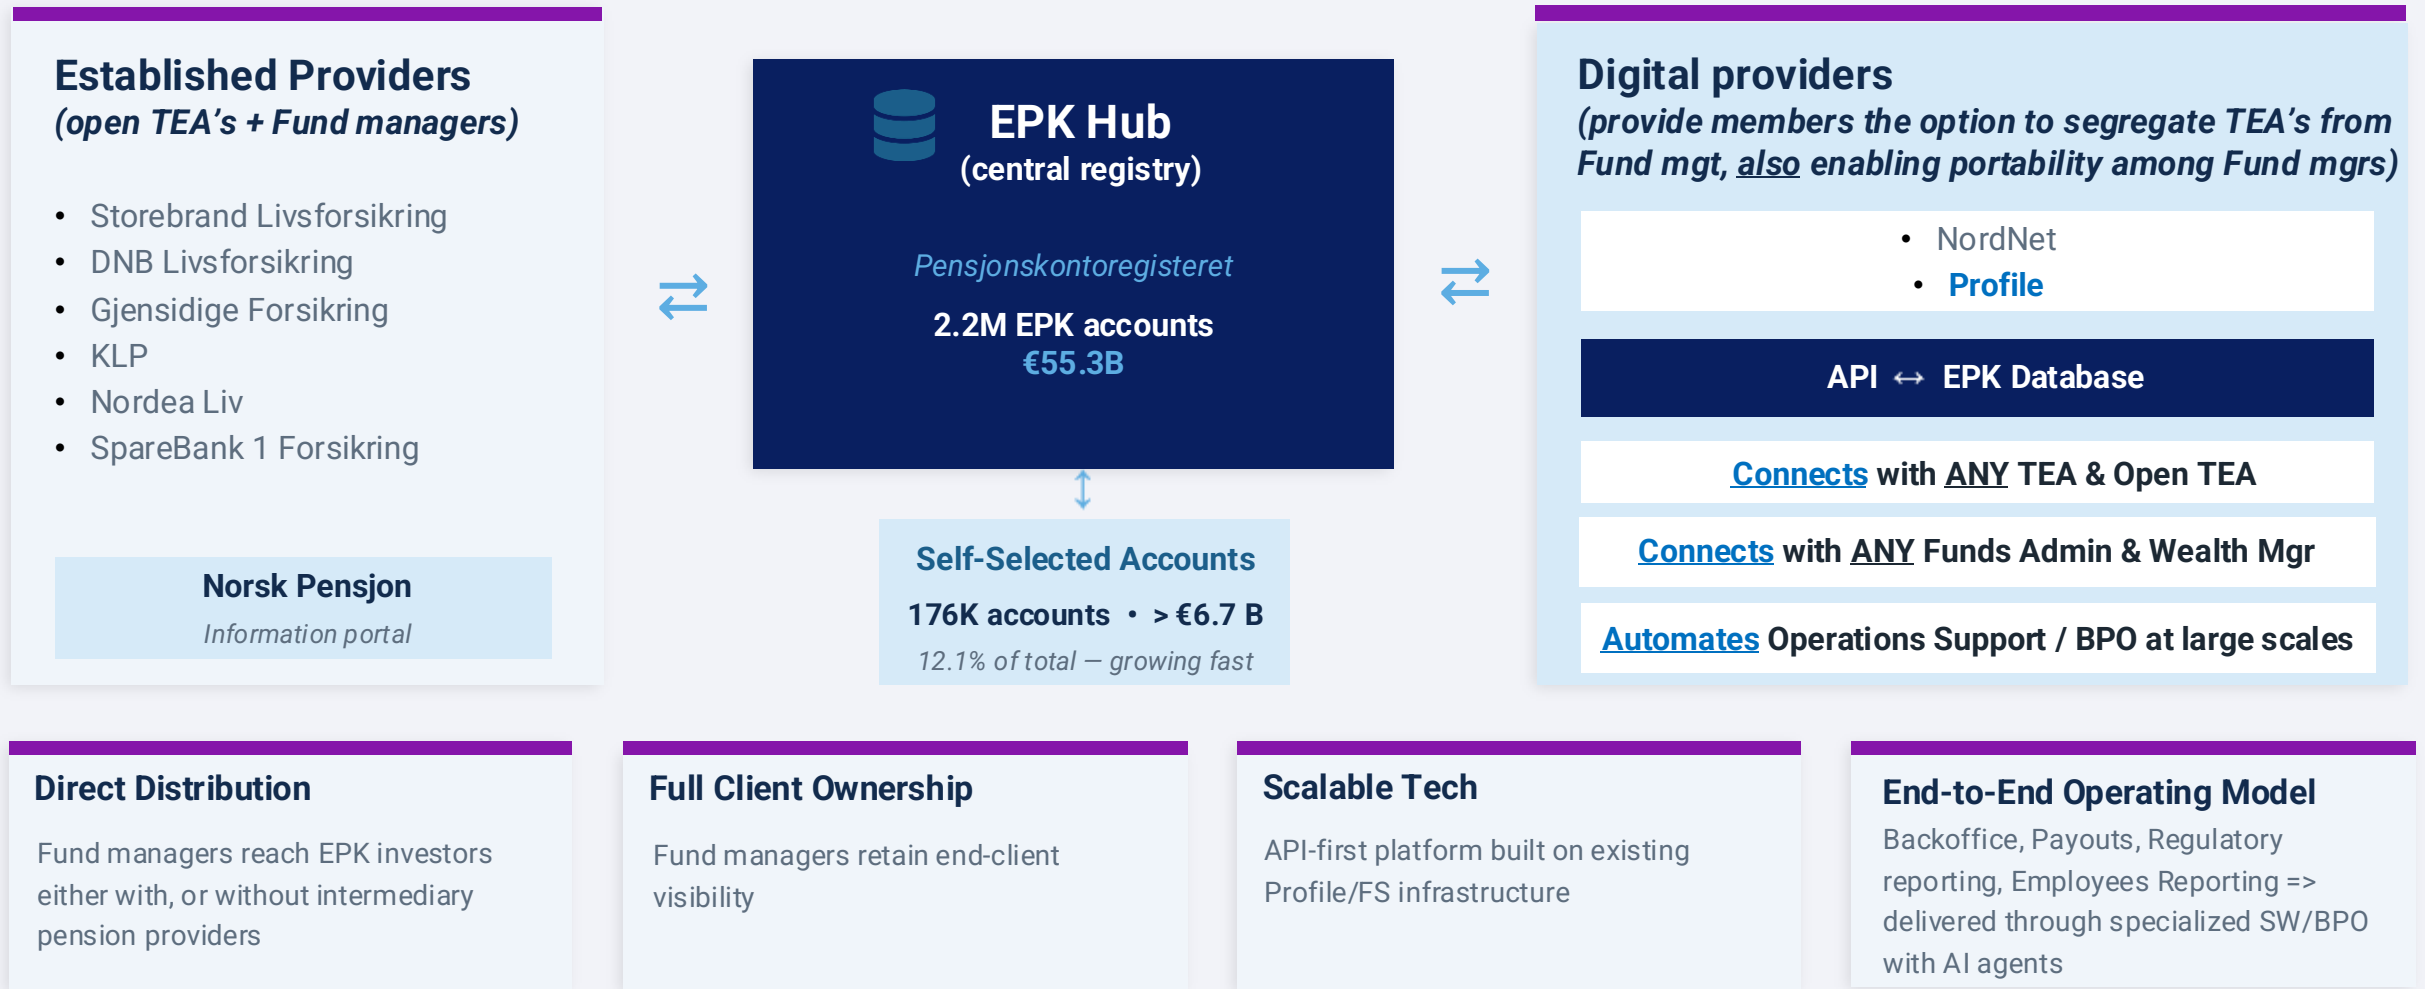 Established Providers
(open TEA’s + Fund managers)
• Storebrand Livsforsikring
• DNB Livsforsikring
• Gjensidige Forsikring
• KLP
• Nordea Liv
• SpareBank 1 Forsikring
Norsk Pensjon
Information portal
EPK Hub
(central registry)
Pensjonskontoregisteret
2.2M EPK accounts
€55.3B
Self-Selected Accounts
176K accounts • > €6.7 B
12.1% of total — growing fast
Digital providers
(provide members the option to segregate TEA’s from
Fund mgt, also enabling portability among Fund mgrs)
• NordNet
• Profile
API ↔ EPK Database
Connects with ANY TEA & Open TEA
Connects with ANY Funds Admin & Wealth Mgr
Automates Operations Support / BPO at large scales
Direct Distribution
Fund managers reach EPK investors
either with, or without intermediary
pension providers
Full Client Ownership
Fund managers retain end-client
visibility
Scalable Tech
API-first platform built on existing
Profile/FS infrastructure
End-to-End Operating Model
Backoffice, Payouts, Regulatory
reporting, Employees Reporting =>
delivered through specialized SW/BPO
with AI agents